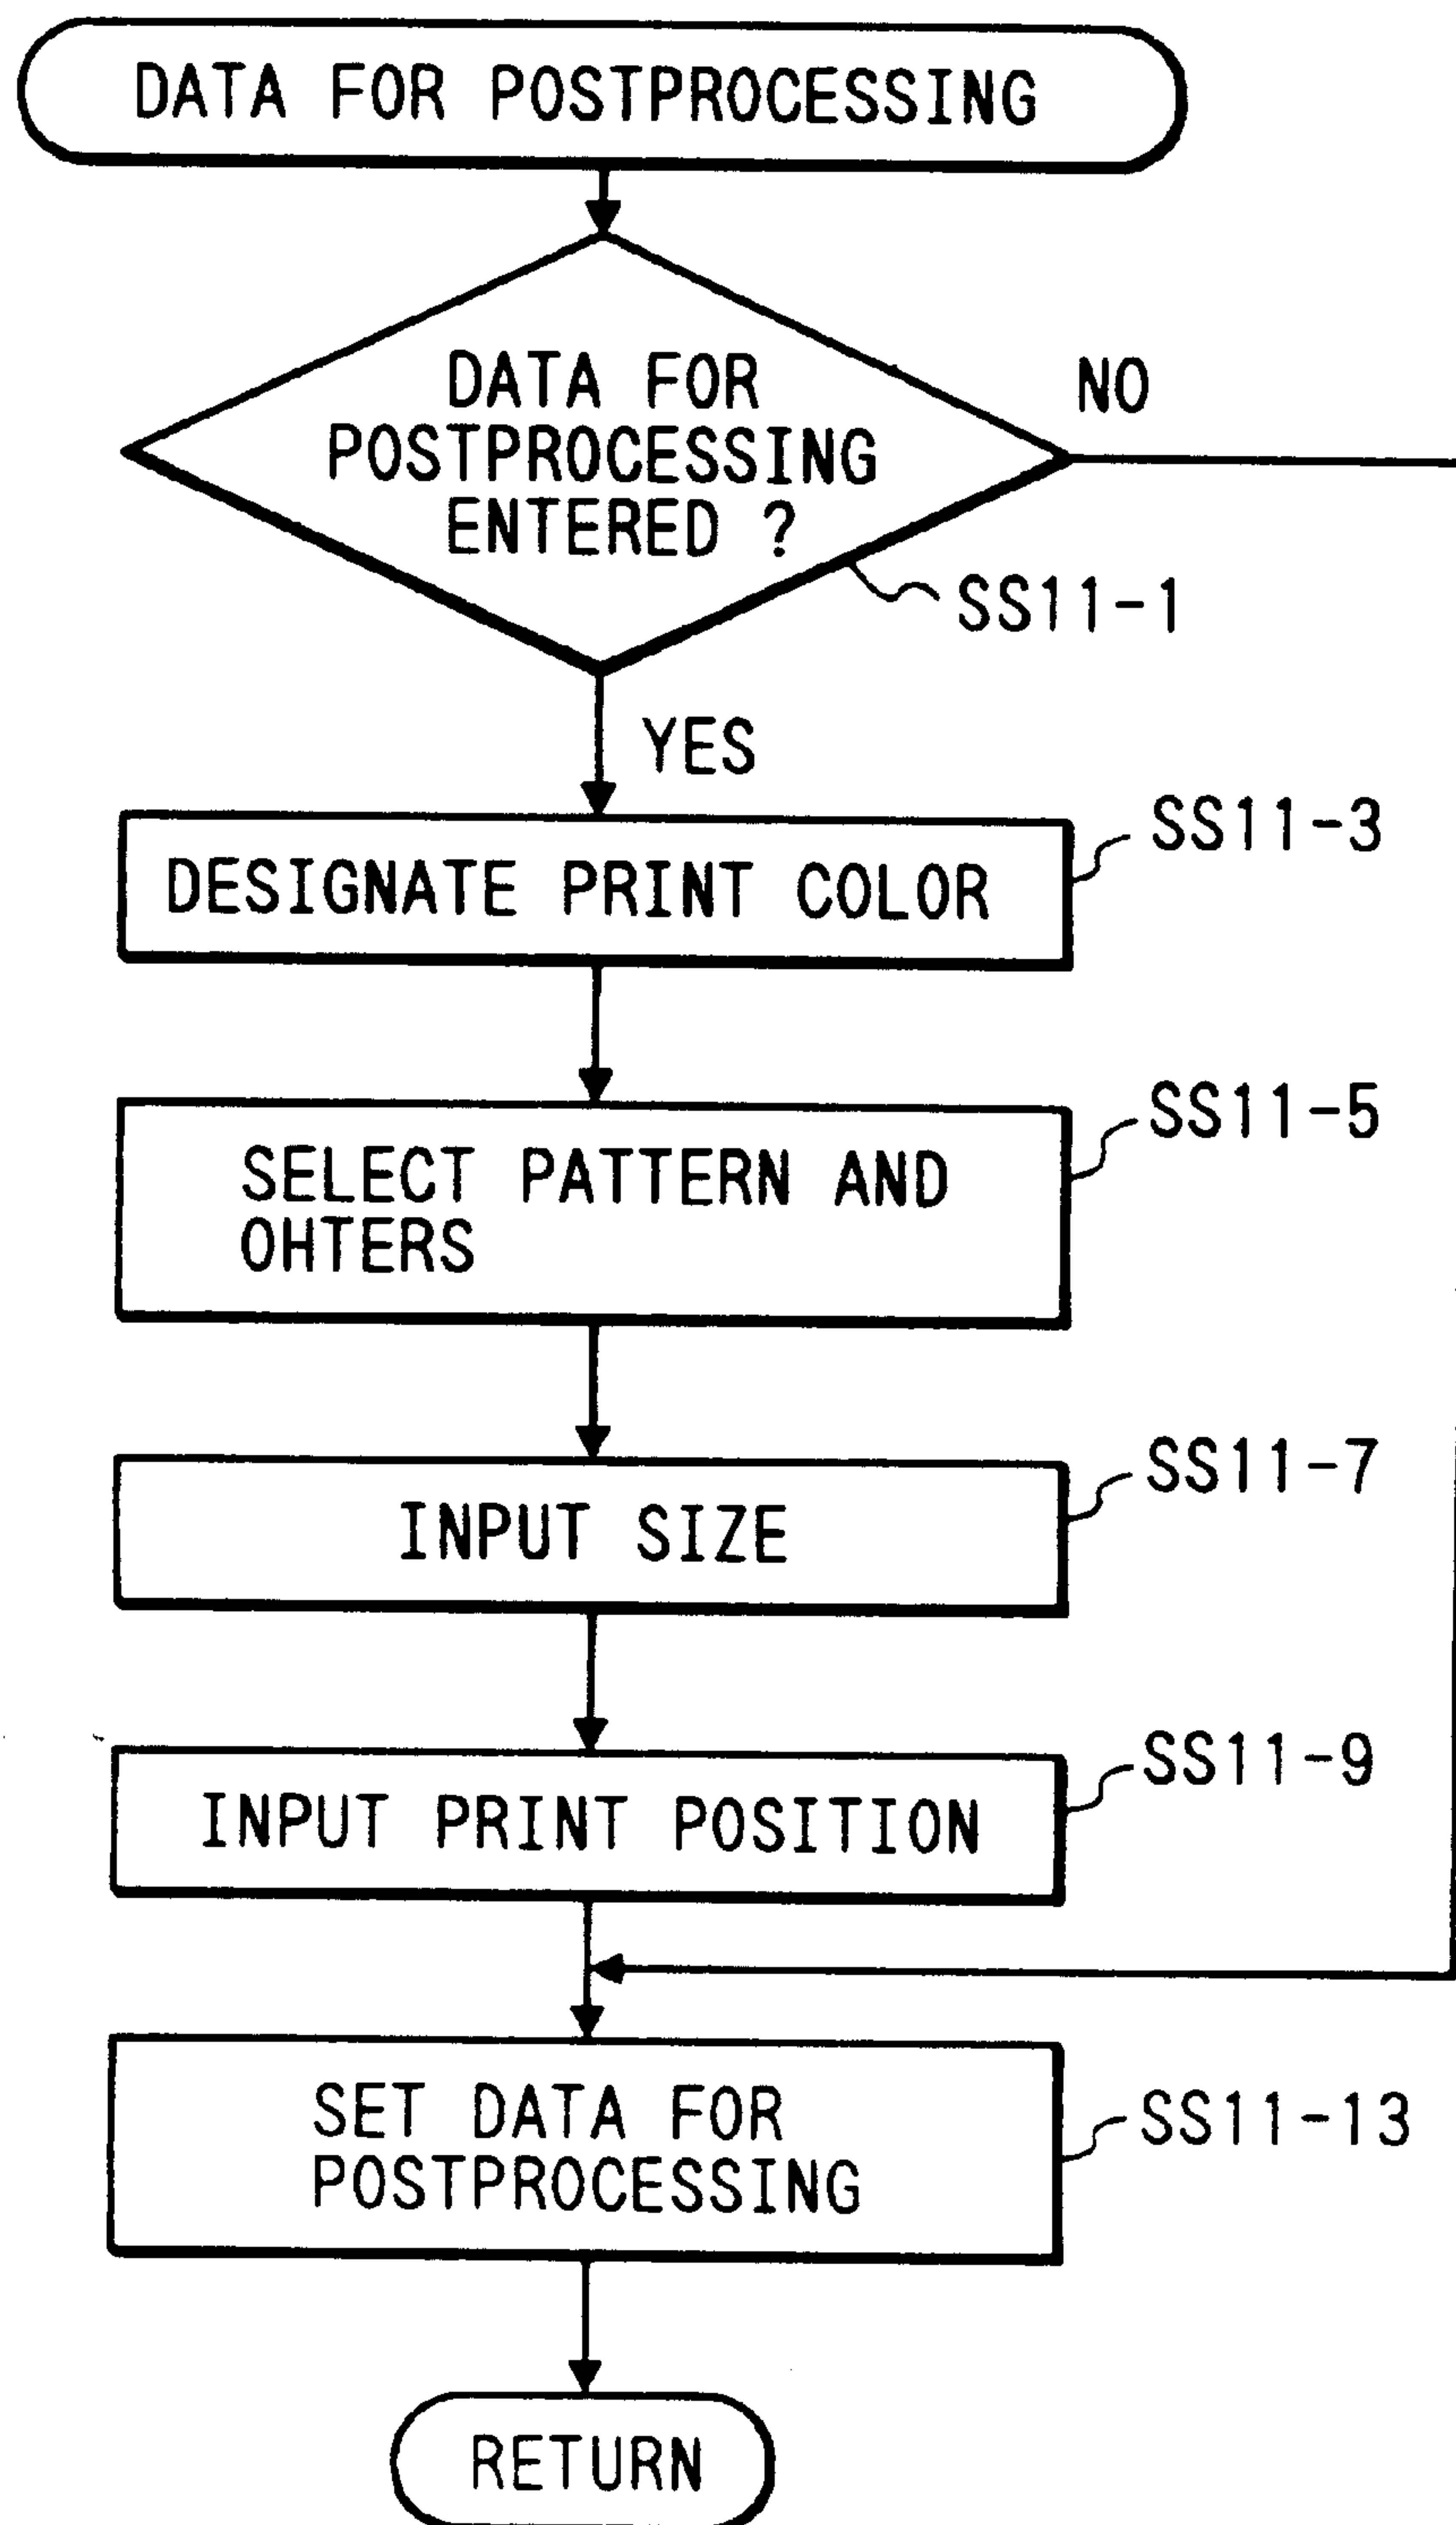 DATA FOR POSTPROCESSING
DATA FOR
POSTPROCESSING
ENTERED ?
NO
SS11-1
YES
SS11-3
DESIGNATE PRINT COLOR
SS11-5
SELECT PATTERN AND
OHTERS
SS11-7
INPUT SIZE
SS11-9
INPUT PRINT POSITION
SET DATA FOR
POSTPROCESSING
SS11-13
RETURN